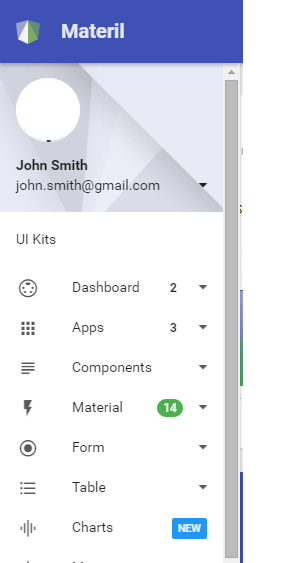 Materil
John Smith
john.smith@gmail.com
UI Kits
Dashboard 2
Apps 3
Components
Material 14
Form
Table
Charts NEW